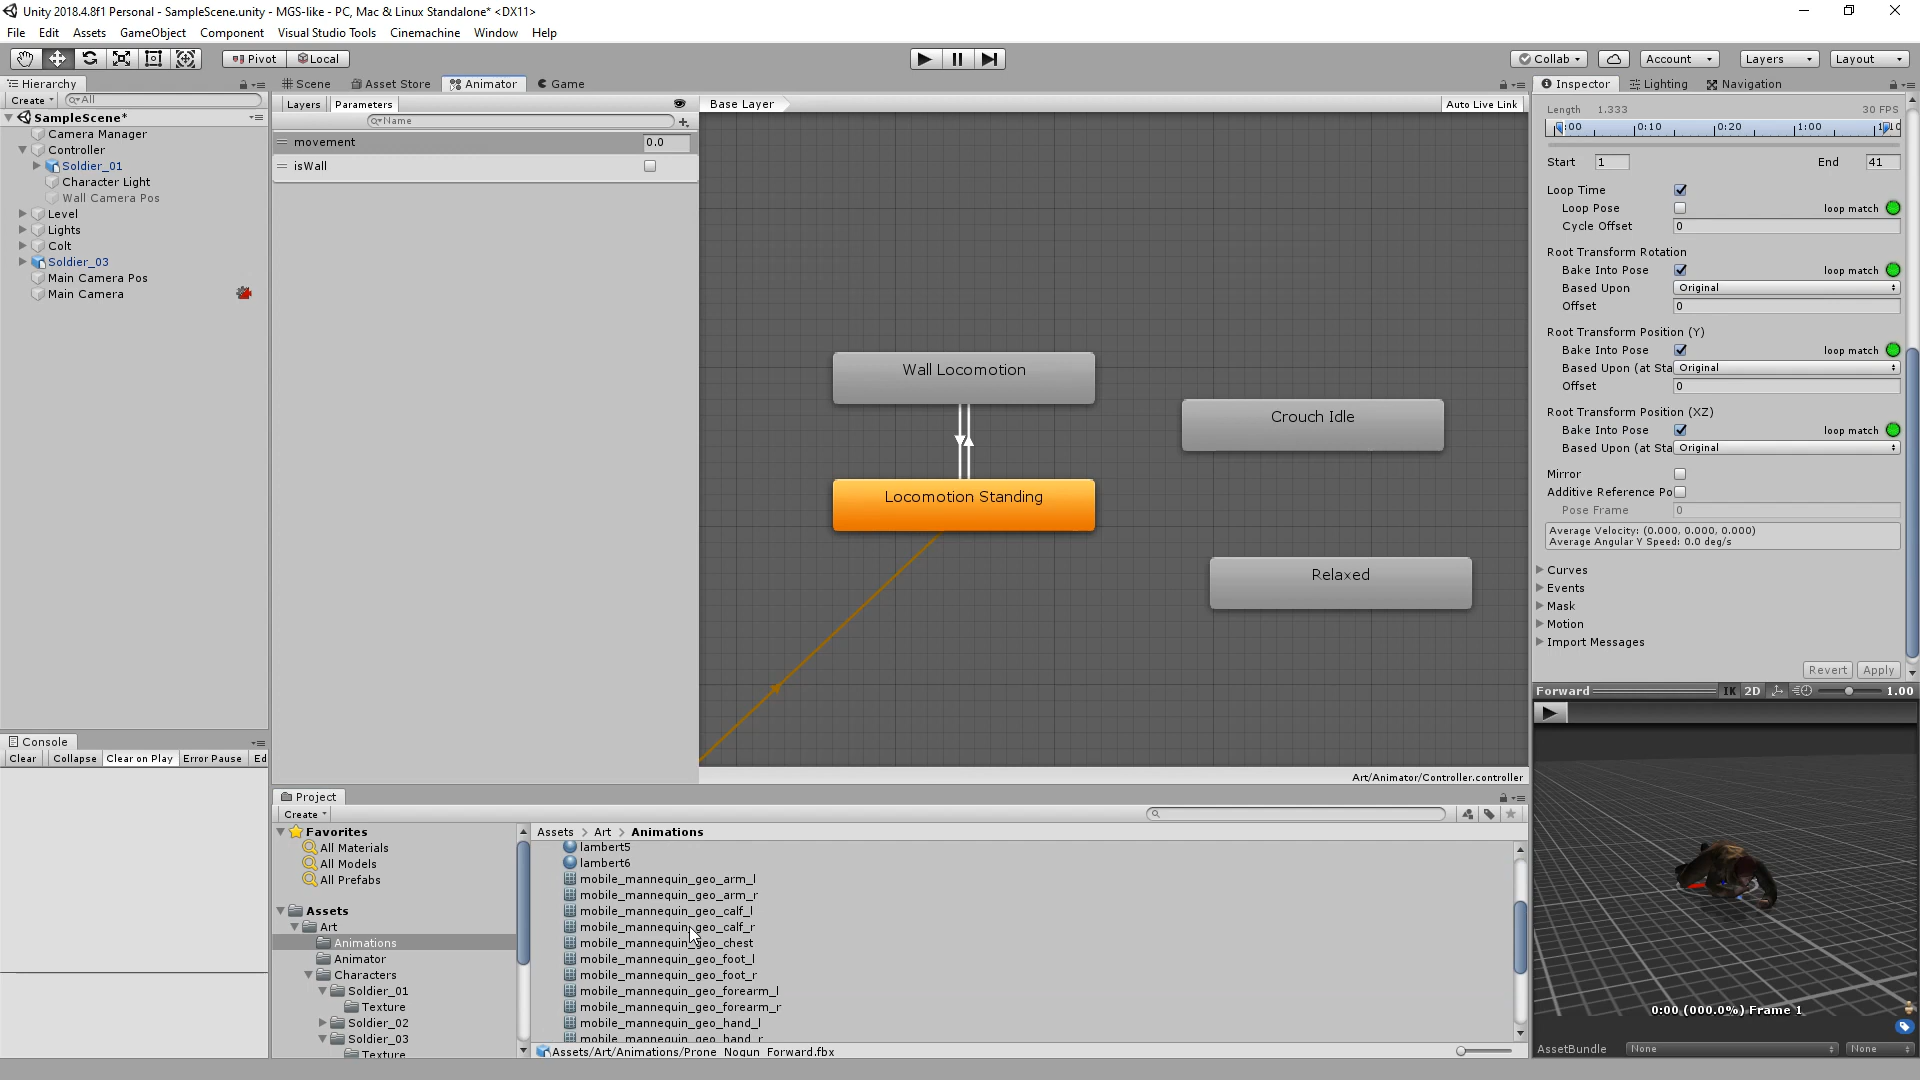 Unity 2018.4.8f1 Personal - SampleScene.unity - MGS-like - PC, Mac & Linux Standalone* <DX11>
File Edit Assets GameObject Component Visual Studio Tools Cinemachine Window Help
Pivot Local Collab Account Layers Layout
Hierarchy Scene Asset Store Animator Game Inspector Lighting Navigation
Create All Layers Parameters Base Layer Auto Live Link
Name
SampleScene*
Camera Manager
Controller
Soldier_01
Character Light
Wall Camera Pos
Level
Lights
Colt
Soldier_03
Main Camera Pos
Main Camera
movement 0.0
isWall
Wall Locomotion
Crouch Idle
Locomotion Standing
Relaxed
Art/Animator/Controller.controller
Length 1.333 30 FPS
:00 0:10 0:20 1:00 1:10
Start 1 End 41
Loop Time
Loop Pose loop match
Cycle Offset 0
Root Transform Rotation
Bake Into Pose loop match
Based Upon Original
Offset 0
Root Transform Position (Y)
Bake Into Pose loop match
Based Upon (at Sta Original
Offset 0
Root Transform Position (XZ)
Bake Into Pose loop match
Based Upon (at Sta Original
Mirror
Additive Reference Po
Pose Frame 0
Average Velocity: (0.000, 0.000, 0.000)
Average Angular Y Speed: 0.0 deg/s
Curves
Events
Mask
Motion
Import Messages
Revert Apply
Forward IK 2D 1.00
0:00 (000.0%) Frame 1
AssetBundle None None
Console
Clear Collapse Clear on Play Error Pause Ed
Project
Create
Favorites
All Materials
All Models
All Prefabs
Assets
Art
Animations
Animator
Characters
Soldier_01
Texture
Soldier_02
Soldier_03
Texture
Assets > Art > Animations
lambert5
lambert6
mobile_mannequin_geo_arm_l
mobile_mannequin_geo_arm_r
mobile_mannequin_geo_calf_l
mobile_mannequin_geo_calf_r
mobile_mannequin_geo_chest
mobile_mannequin_geo_foot_l
mobile_mannequin_geo_foot_r
mobile_mannequin_geo_forearm_l
mobile_mannequin_geo_forearm_r
mobile_mannequin_geo_hand_l
mobile_mannequin_geo_hand_r
Assets/Art/Animations/Prone_Nogun_Forward.fbx